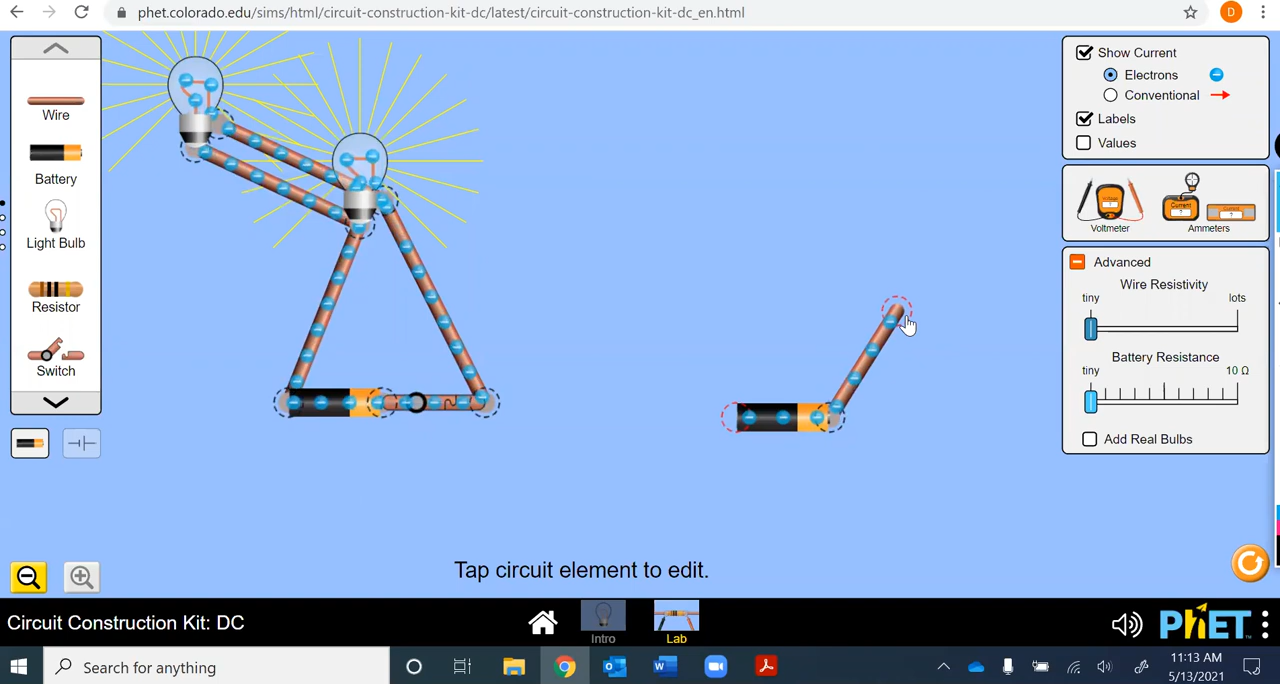 phet.colorado.edu/sims/html/circuit-construction-kit-dc/latest/circuit-construction-kit-dc_en.html
D
Wire
Battery
Light Bulb
Resistor
Switch
Show Current
Electrons
Conventional
Labels
Values
Voltage
?
Current
?
Current
?
Voltmeter
Ammeters
Advanced
Wire Resistivity
tiny
lots
Battery Resistance
tiny
10 Ω
Add Real Bulbs
Tap circuit element to edit.
Circuit Construction Kit: DC
Intro
Lab
PhET
Search for anything
11:13 AM
5/13/2021